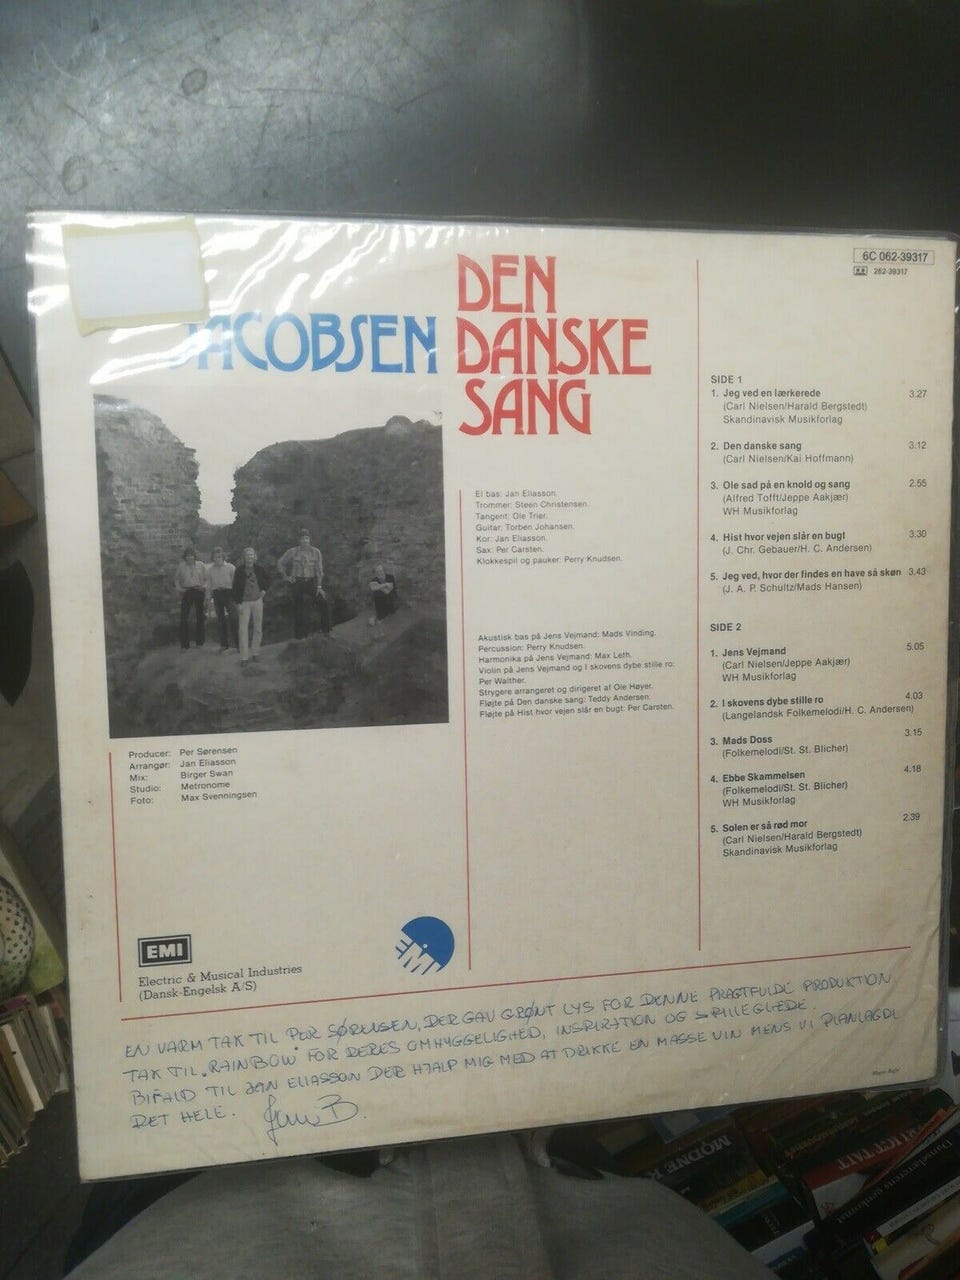 6C 062-39317
262-39317
DEN
JACOBSEN DANSKE
SANG
El bas: Jan Eliasson.
Trommer: Steen Christensen.
Tangent: Ole Trier.
Guitar: Torben Johansen.
Kor: Jan Eliasson.
Sax: Per Carsten.
Klokkespil og pauker: Perry Knudsen.
Akustisk bas på Jens Vejmand: Mads Vinding.
Percussion: Perry Knudsen.
Harmonika på Jens Vejmand: Max Leth.
Violin på Jens Vejmand og I skovens dybe stille ro:
Per Walther.
Strygere arrangeret og dirigeret af Ole Høyer.
Fløjte på Den danske sang: Teddy Andersen.
Fløjte på Hist hvor vejen slår en bugt: Per Carsten.
SIDE 1
1. Jeg ved en lærkerede 3.27
(Carl Nielsen/Harald Bergstedt)
Skandinavisk Musikforlag
2. Den danske sang 3.12
(Carl Nielsen/Kai Hoffmann)
3. Ole sad på en knold og sang 2.55
(Alfred Tofft/Jeppe Aakjær)
WH Musikforlag
4. Hist hvor vejen slår en bugt 3.30
(J. Chr. Gebauer/H. C. Andersen)
5. Jeg ved, hvor der findes en have så skøn 3.43
(J. A. P. Schultz/Mads Hansen)
SIDE 2
1. Jens Vejmand 5.05
(Carl Nielsen/Jeppe Aakjær)
WH Musikforlag
2. I skovens dybe stille ro 4.03
(Langelandsk Folkemelodi/H. C. Andersen)
3. Mads Doss 3.15
(Folkemelodi/St. St. Blicher)
4. Ebbe Skammelsen 4.18
(Folkemelodi/St. St. Blicher)
WH Musikforlag
5. Solen er så rød mor 2.39
(Carl Nielsen/Harald Bergstedt)
Skandinavisk Musikforlag
Producer: Per Sørensen
Arrangør: Jan Eliasson
Mix: Birger Swan
Studio: Metronome
Foto: Max Svenningsen
EMI
Electric & Musical Industries
(Dansk-Engelsk A/S)
EMI
EN VARM TAK TIL PER SØRENSEN, DER GAV GRØNT LYS FOR DENNE PRAGTFULDE PRODUKTION
TAK TIL „RAINBOW" FOR DERES OMHYGGELIGHED, INSPIRATION OG SPILLEGLÆDE.
BIFALD TIL JAN ELIASSON DER HJALP MIG MED AT DRIKKE EN MASSE VIN MENS VI PLANLAGDE
DET HELE.
MODNE